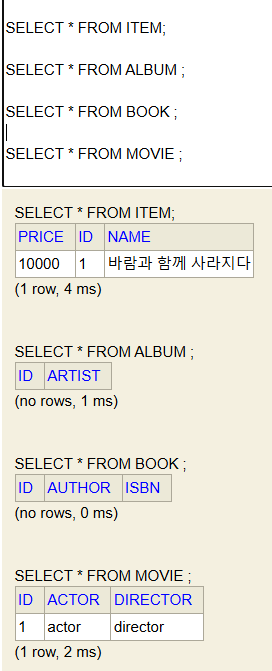 SELECT * FROM ITEM;
SELECT * FROM ALBUM ;
SELECT * FROM BOOK ;
SELECT * FROM MOVIE ;
SELECT * FROM ITEM;
PRICE ID NAME
10000 1 바람과 함께 사라지다
(1 row, 4 ms)
SELECT * FROM ALBUM ;
ID ARTIST
(no rows, 1 ms)
SELECT * FROM BOOK ;
ID AUTHOR ISBN
(no rows, 0 ms)
SELECT * FROM MOVIE ;
ID ACTOR DIRECTOR
1 actor director
(1 row, 2 ms)